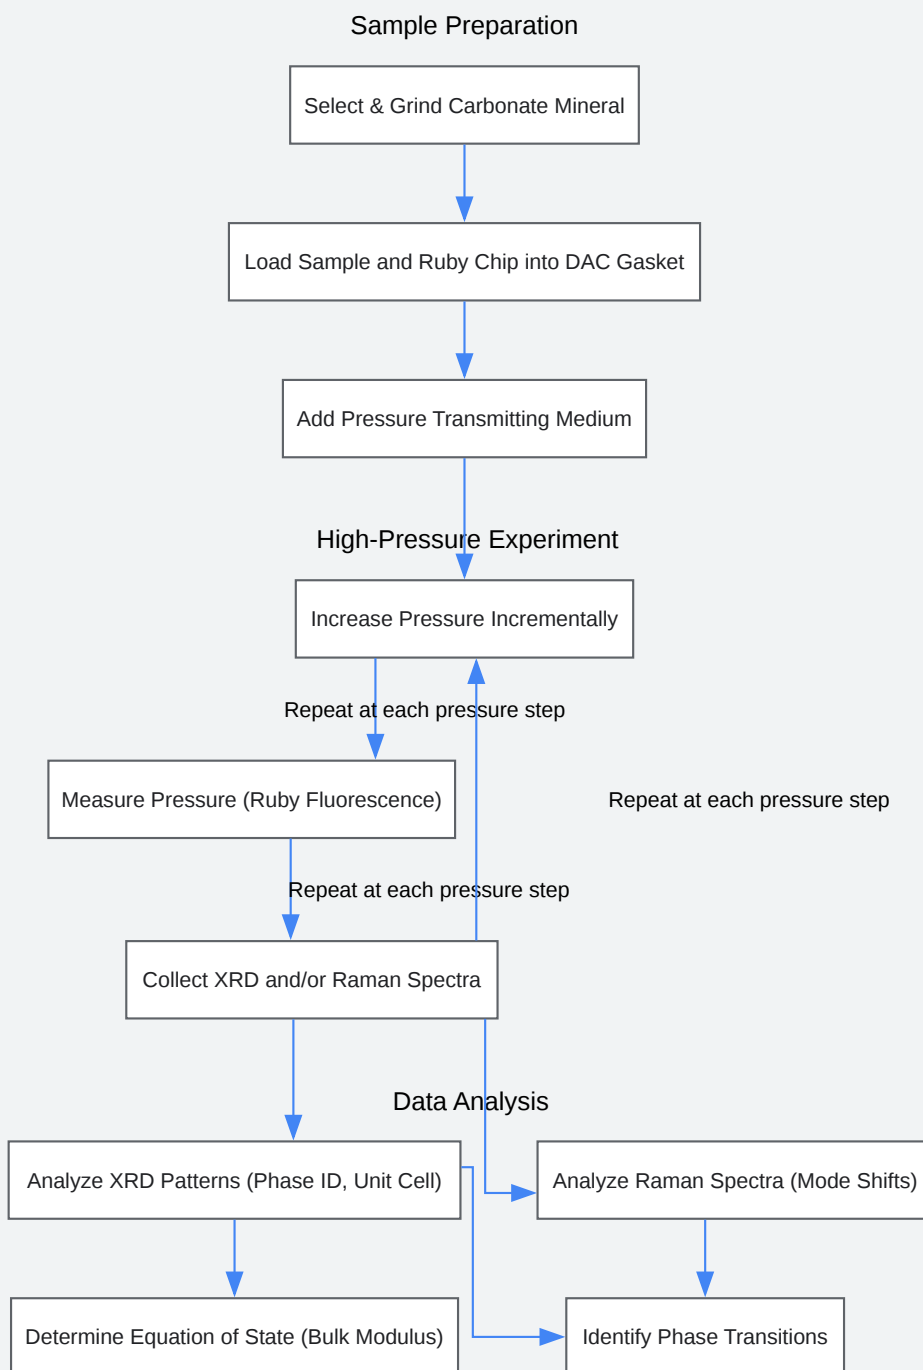 Sample Preparation
Select & Grind Carbonate Mineral
Load Sample and Ruby Chip into DAC Gasket
Add Pressure Transmitting Medium
High-Pressure Experiment
Increase Pressure Incrementally
Repeat at each pressure step
Measure Pressure (Ruby Fluorescence)
Repeat at each pressure step
Repeat at each pressure step
Collect XRD and/or Raman Spectra
Data Analysis
Analyze XRD Patterns (Phase ID, Unit Cell)
Analyze Raman Spectra (Mode Shifts)
Determine Equation of State (Bulk Modulus)
Identify Phase Transitions